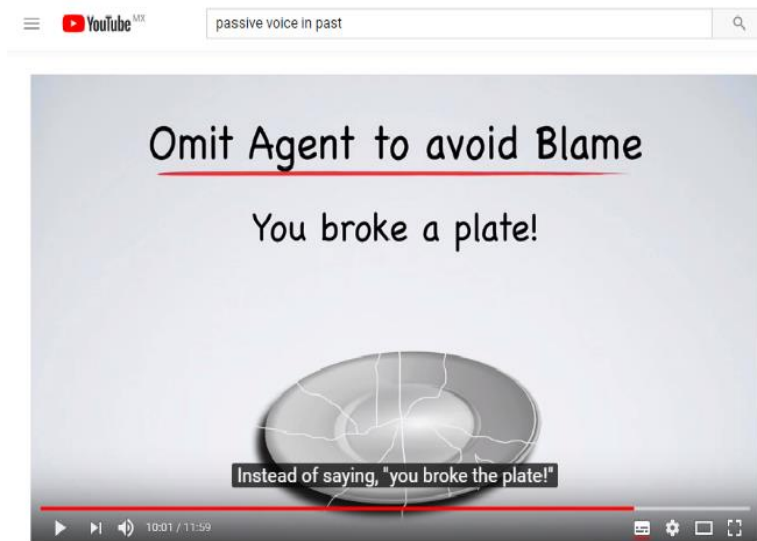 YouTube MX
passive voice in past
Omit Agent to avoid Blame
You broke a plate!
Instead of saying, "you broke the plate!"
10:01 / 11:59